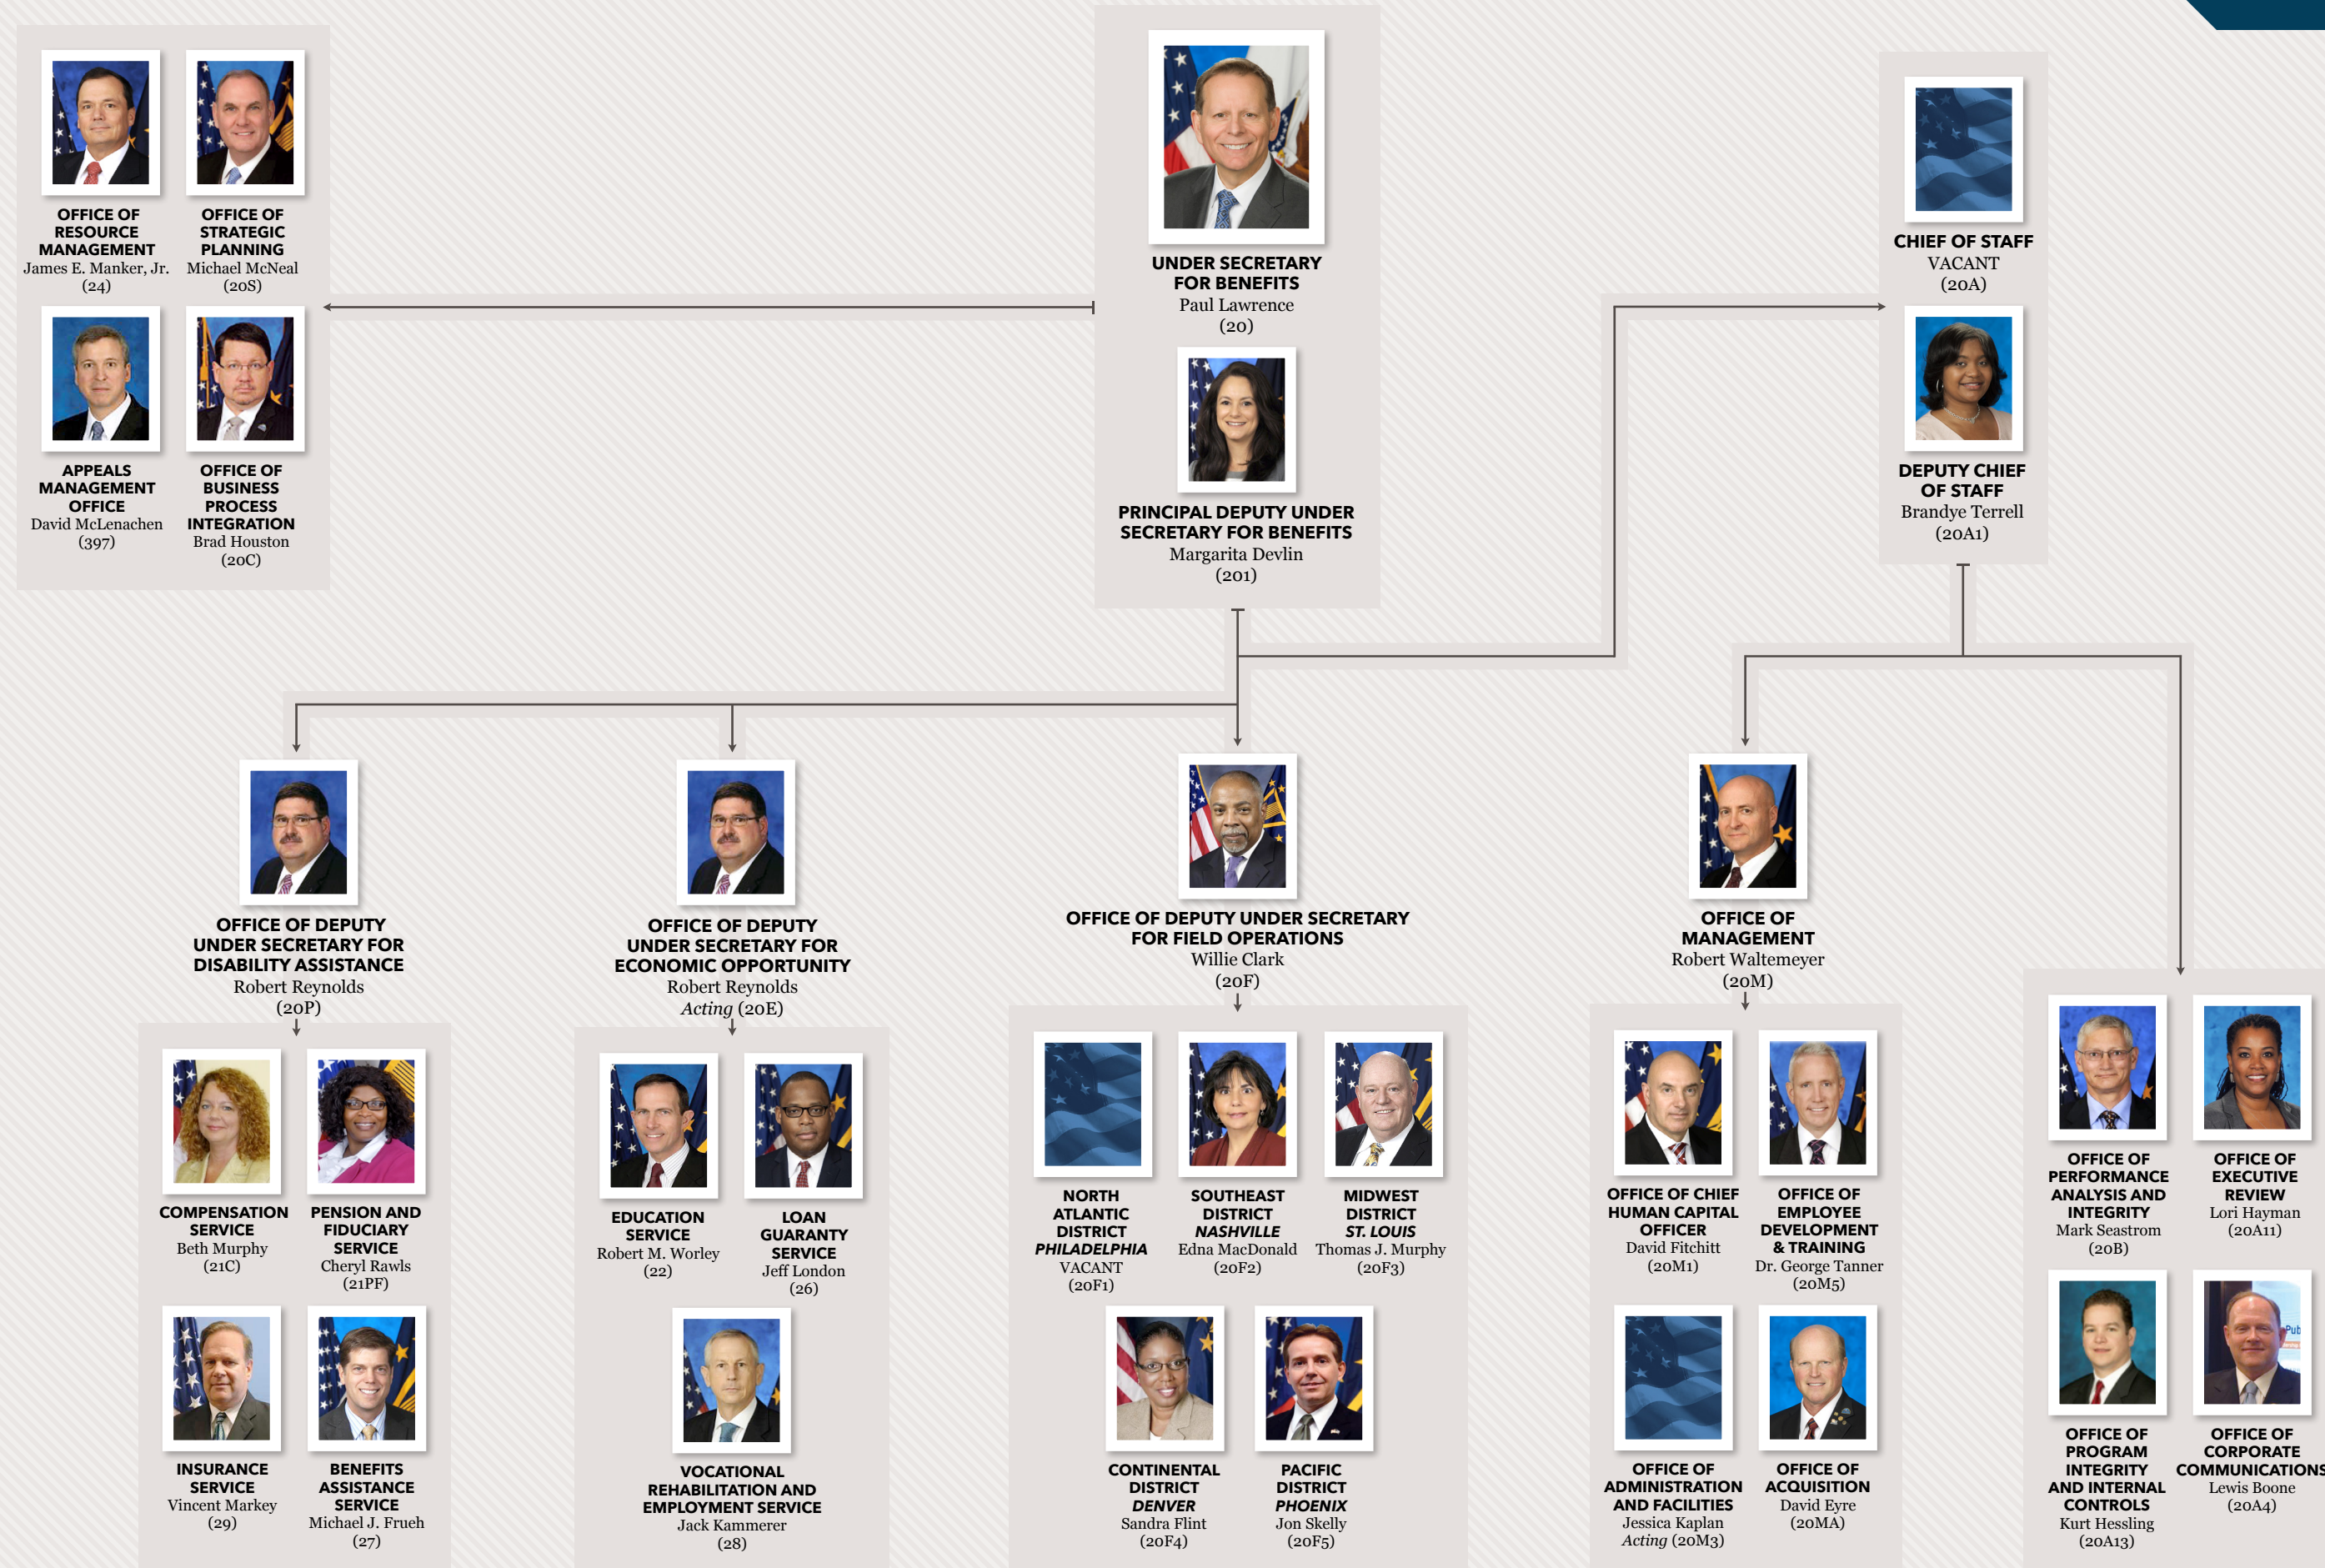 OFFICE OF
RESOURCE
MANAGEMENT
James E. Manker, Jr.
(24)
OFFICE OF
STRATEGIC
PLANNING
Michael McNeal
(20S)
APPEALS
MANAGEMENT
OFFICE
David McLenachen
(397)
OFFICE OF
BUSINESS
PROCESS
INTEGRATION
Brad Houston
(20C)
UNDER SECRETARY
FOR BENEFITS
Paul Lawrence
(20)
PRINCIPAL DEPUTY UNDER
SECRETARY FOR BENEFITS
Margarita Devlin
(201)
CHIEF OF STAFF
VACANT
(20A)
DEPUTY CHIEF
OF STAFF
Brandye Terrell
(20A1)
OFFICE OF DEPUTY
UNDER SECRETARY FOR
DISABILITY ASSISTANCE
Robert Reynolds
(20P)
OFFICE OF DEPUTY
UNDER SECRETARY FOR
ECONOMIC OPPORTUNITY
Robert Reynolds
Acting (20E)
OFFICE OF DEPUTY UNDER SECRETARY
FOR FIELD OPERATIONS
Willie Clark
(20F)
OFFICE OF
MANAGEMENT
Robert Waltemeyer
(20M)
COMPENSATION
SERVICE
Beth Murphy
(21C)
PENSION AND
FIDUCIARY
SERVICE
Cheryl Rawls
(21PF)
INSURANCE
SERVICE
Vincent Markey
(29)
BENEFITS
ASSISTANCE
SERVICE
Michael J. Frueh
(27)
EDUCATION
SERVICE
Robert M. Worley
(22)
LOAN
GUARANTY
SERVICE
Jeff London
(26)
VOCATIONAL
REHABILITATION AND
EMPLOYMENT SERVICE
Jack Kammerer
(28)
NORTH
ATLANTIC
DISTRICT
PHILADELPHIA
VACANT
(20F1)
SOUTHEAST
DISTRICT
NASHVILLE
Edna MacDonald
(20F2)
MIDWEST
DISTRICT
ST. LOUIS
Thomas J. Murphy
(20F3)
CONTINENTAL
DISTRICT
DENVER
Sandra Flint
(20F4)
PACIFIC
DISTRICT
PHOENIX
Jon Skelly
(20F5)
OFFICE OF CHIEF
HUMAN CAPITAL
OFFICER
David Fitchitt
(20M1)
OFFICE OF
EMPLOYEE
DEVELOPMENT
& TRAINING
Dr. George Tanner
(20M5)
OFFICE OF
ADMINISTRATION
AND FACILITIES
Jessica Kaplan
Acting (20M3)
OFFICE OF
ACQUISITION
David Eyre
(20MA)
OFFICE OF
PERFORMANCE
ANALYSIS AND
INTEGRITY
Mark Seastrom
(20B)
OFFICE OF
EXECUTIVE
REVIEW
Lori Hayman
(20A11)
Pub
OFFICE OF
PROGRAM
INTEGRITY
AND INTERNAL
CONTROLS
Kurt Hessling
(20A13)
OFFICE OF
CORPORATE
COMMUNICATIONS
Lewis Boone
(20A4)